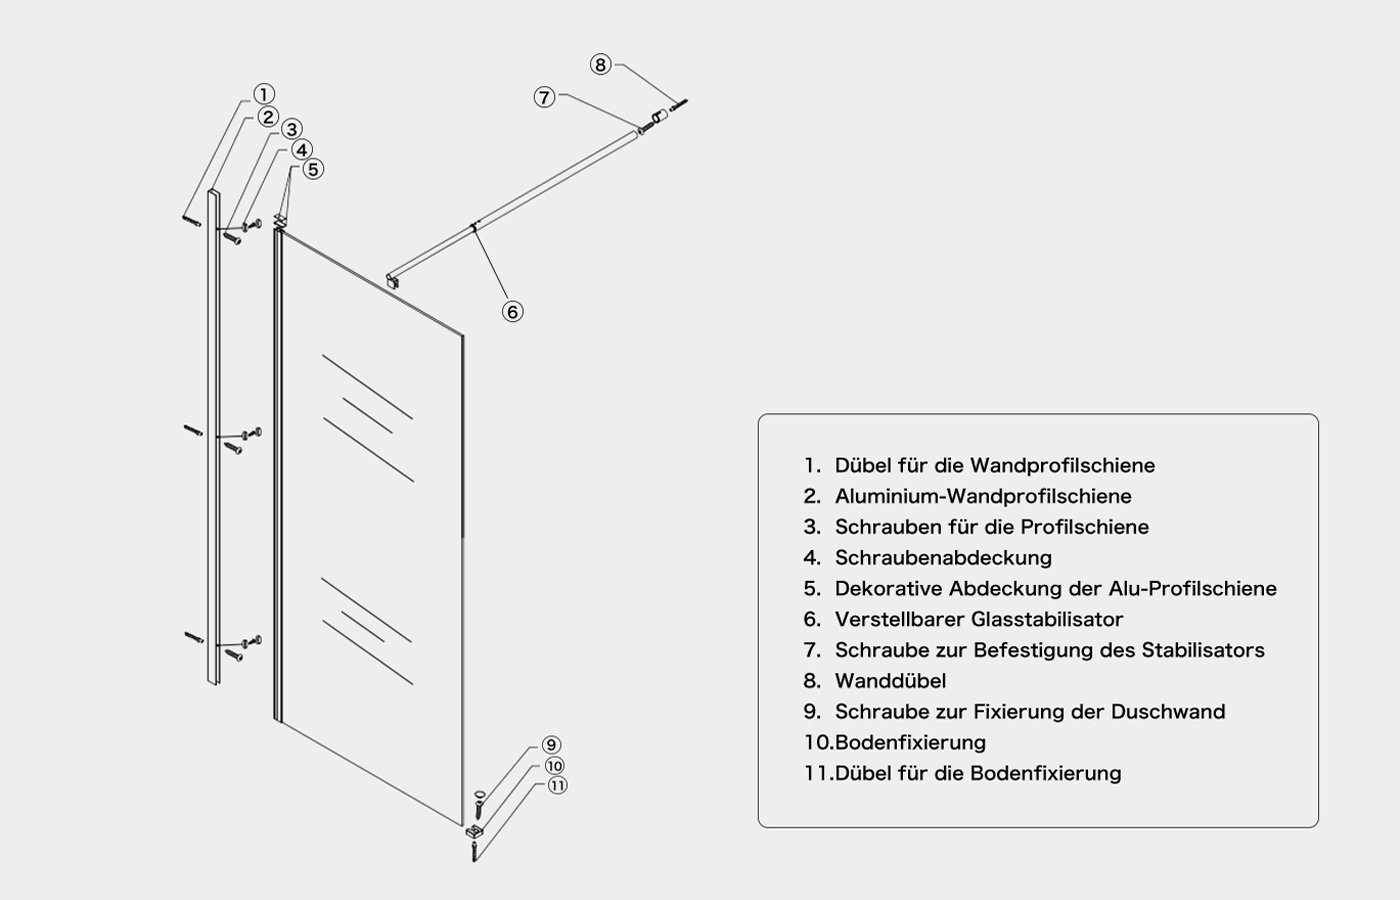 8
1
7
2
3
4
5
6
1. Dübel für die Wandprofilschiene
2. Aluminium-Wandprofilschiene
3. Schrauben für die Profilschiene
4. Schraubenabdeckung
5. Dekorative Abdeckung der Alu-Profilschiene
6. Verstellbarer Glasstabilisator
7. Schraube zur Befestigung des Stabilisators
8. Wanddübel
9. Schraube zur Fixierung der Duschwand
10.Bodenfixierung
11.Dübel für die Bodenfixierung
9
10
11